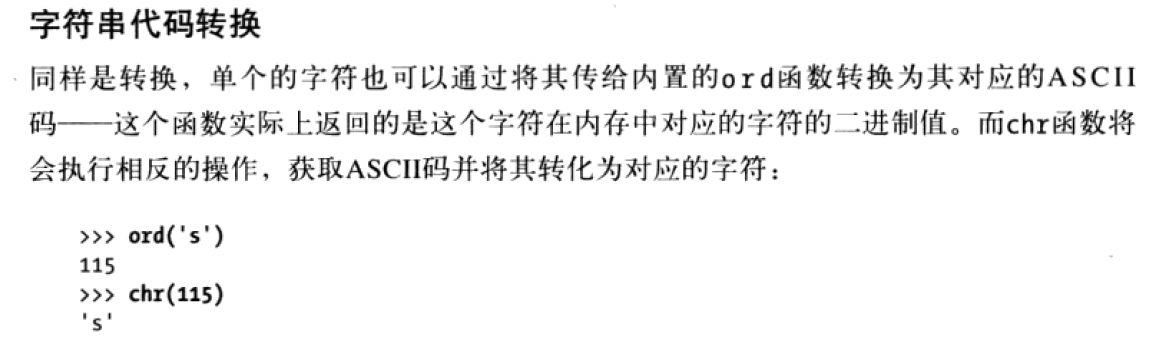 字符串代码转换
同样是转换，单个的字符也可以通过将其传给内置的ord函数转换为其对应的ASCII
码——这个函数实际上返回的是这个字符在内存中对应的字符的二进制值。而chr函数将
会执行相反的操作，获取ASCII码并将其转化为对应的字符：
>>> ord('s')
115
>>> chr(115)
's'